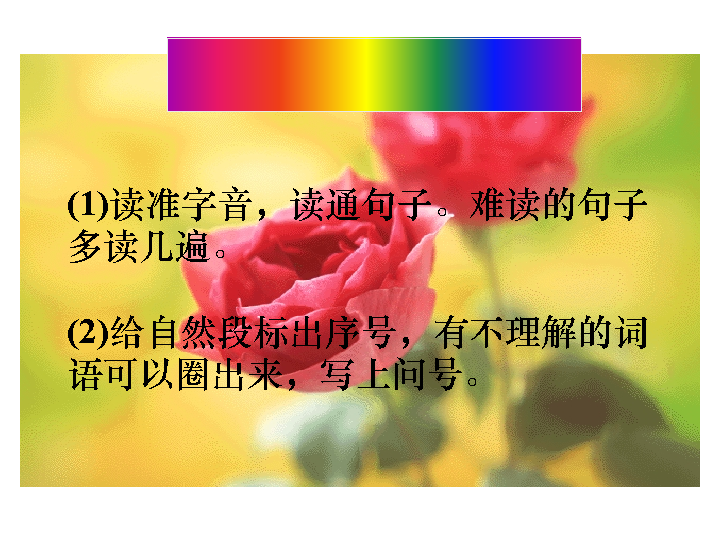 (1)读准字音，读通句子。难读的句子
多读几遍。
(2)给自然段标出序号，有不理解的词
语可以圈出来，写上问号。